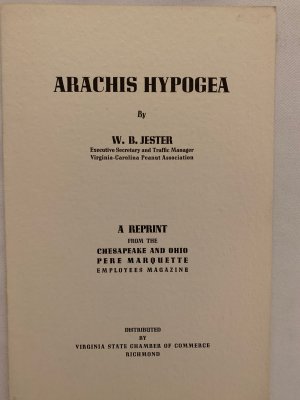 ARACHIS HYPOGEA
By
W. B. JESTER
Executive Secretary and Traffic Manager
Virginia-Carolina Peanut Association
A REPRINT
FROM THE
CHESAPEAKE AND OHIO
PERE MARQUETTE
EMPLOYEES MAGAZINE
DISTRIBUTED
BY
VIRGINIA STATE CHAMBER OF COMMERCE
RICHMOND